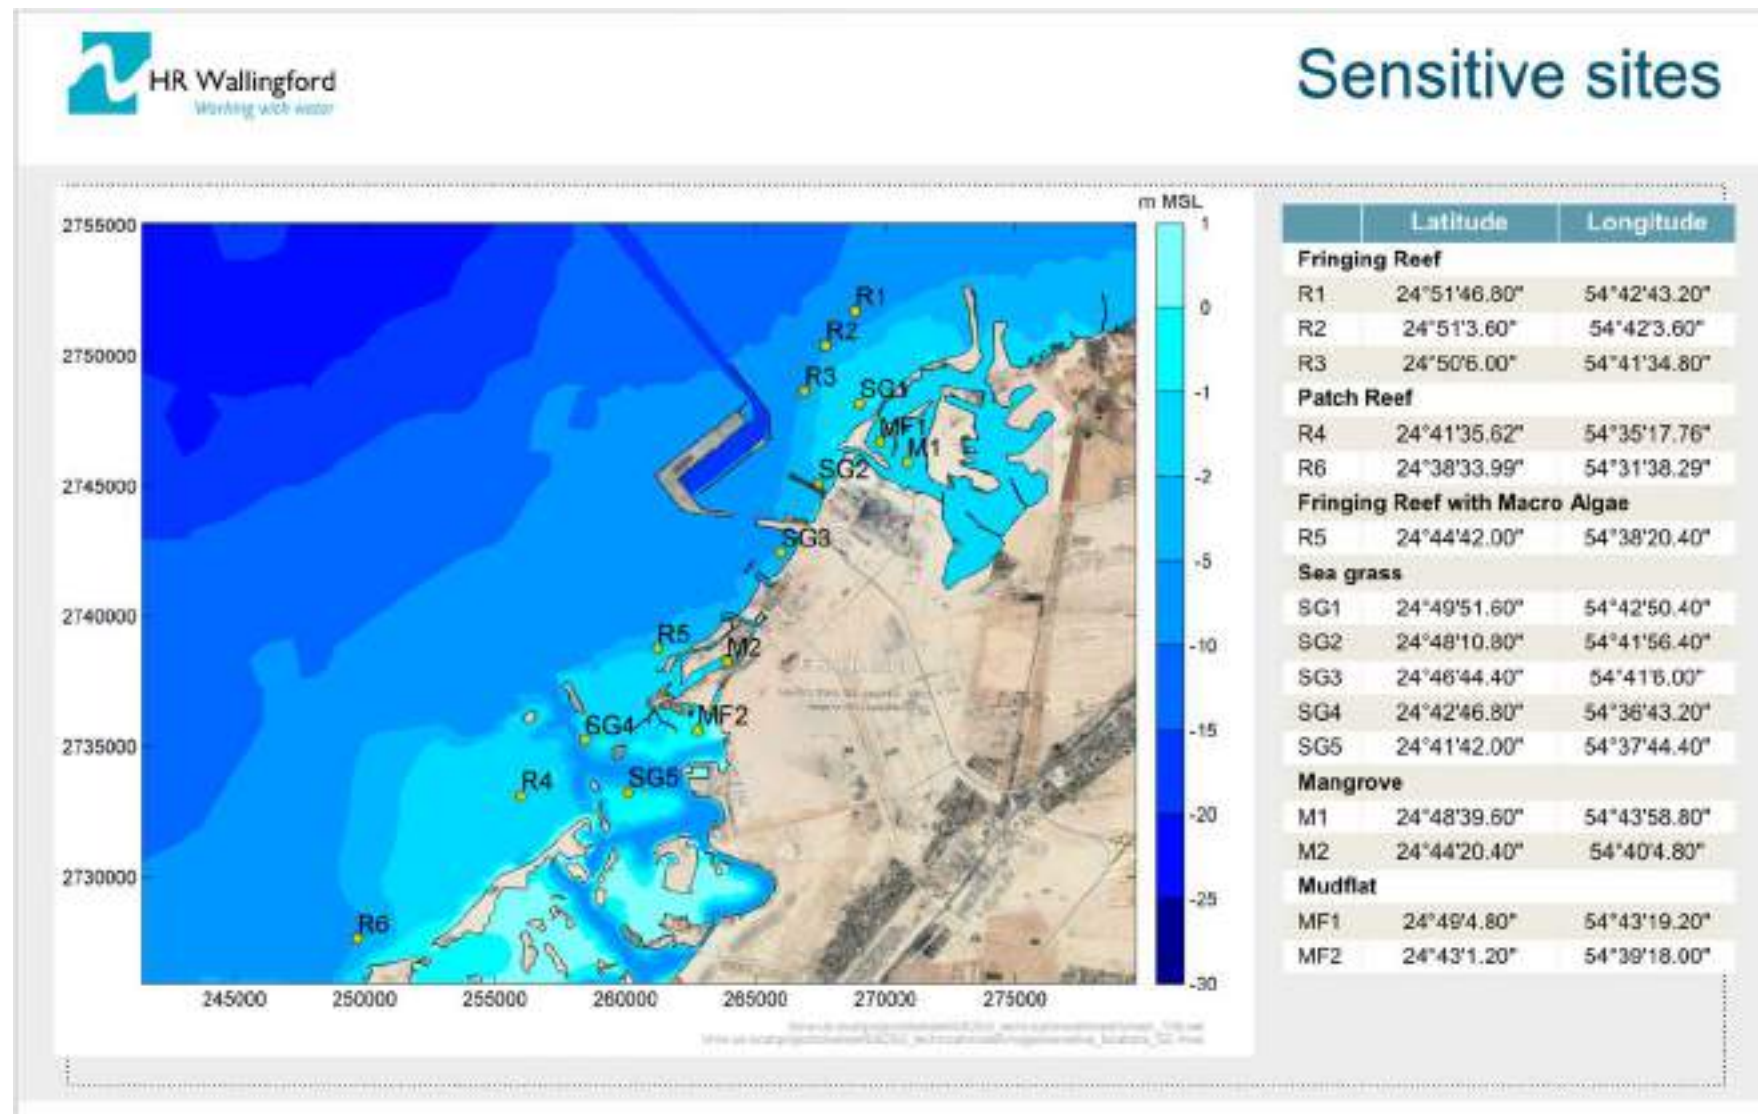 HR Wallingford
Working with water
Sensitive sites
m MSL
2755000
2750000
2745000
2740000
2735000
2730000
245000 250000 255000 260000 265000 270000 275000
1
0
-1
-2
-5
-10
-15
-20
-25
-30
R1
R2
R3
SG1
MF1
M1
SG2
SG3
R5
M2
MF2
SG4
R4
SG5
R6
Latitude Longitude
Fringing Reef
R1 24°51'46.80" 54°42'43.20"
R2 24°51'3.60" 54°42'3.60"
R3 24°50'6.00" 54°41'34.80"
Patch Reef
R4 24°41'35.62" 54°35'17.76"
R6 24°38'33.99" 54°31'38.29"
Fringing Reef with Macro Algae
R5 24°44'42.00" 54°38'20.40"
Sea grass
SG1 24°49'51.60" 54°42'50.40"
SG2 24°48'10.80" 54°41'56.40"
SG3 24°46'44.40" 54°41'6.00"
SG4 24°42'46.80" 54°36'43.20"
SG5 24°41'42.00" 54°37'44.40"
Mangrove
M1 24°48'39.60" 54°43'58.80"
M2 24°44'20.40" 54°40'4.80"
Mudflat
MF1 24°49'4.80" 54°43'19.20"
MF2 24°43'1.20" 54°39'18.00"